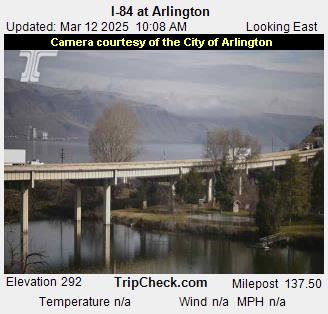 I-84 at Arlington
Updated: Mar 12 2025 10:08 AM Looking East
Camera courtesy of the City of Arlington
Elevation 292 TripCheck.com Milepost 137.50
Temperature n/a Wind n/a MPH n/a